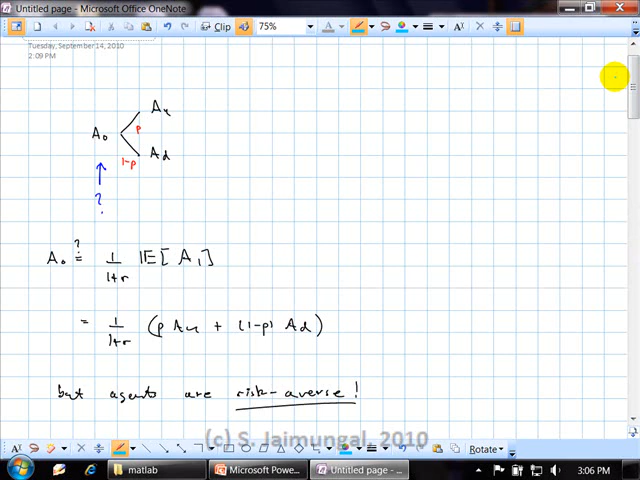 Untitled page - Microsoft Office OneNote
Clip 75%
Tuesday, September 14, 2010
2:09 PM
Au
A0 p
1-p Ad
?
A0 ?= 1/1+r 𝔼[A1]
= 1/1+r (p Au + (1-p) Ad)
but agents are risk-averse!
(c) S. Jaimungal, 2010
Rotate
matlab Microsoft Powe... Untitled page - ... 3:06 PM